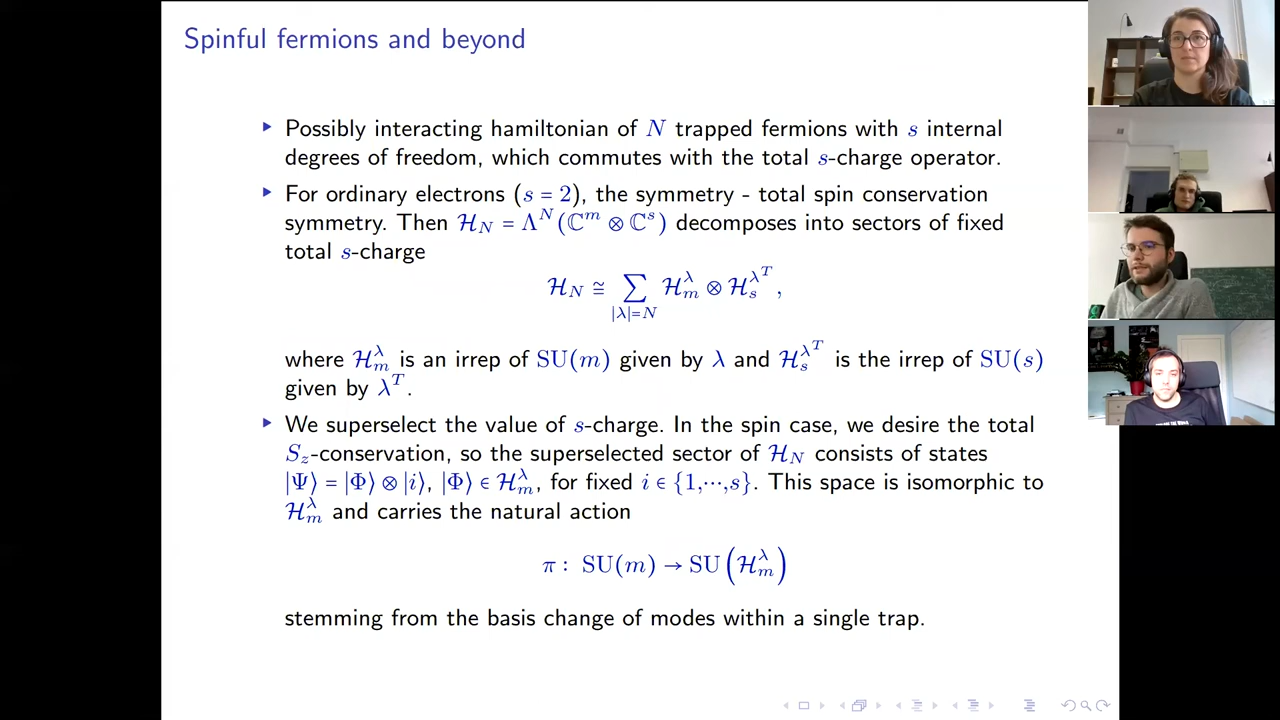 Spinful fermions and beyond
▸ Possibly interacting hamiltonian of N trapped fermions with s internal
degrees of freedom, which commutes with the total s-charge operator.
▸ For ordinary electrons (s = 2), the symmetry - total spin conservation
symmetry. Then ℋ_N = Λ^N(ℂ^m ⊗ ℂ^s) decomposes into sectors of fixed
total s-charge
ℋ_N ≅ ∑_{|λ|=N} ℋ_m^λ ⊗ ℋ_s^{λ^T},
where ℋ_m^λ is an irrep of SU(m) given by λ and ℋ_s^{λ^T} is the irrep of SU(s)
given by λ^T.
▸ We superselect the value of s-charge. In the spin case, we desire the total
S_z-conservation, so the superselected sector of ℋ_N consists of states
|Ψ⟩ = |Φ⟩ ⊗ |i⟩, |Φ⟩ ∈ ℋ_m^λ, for fixed i ∈ {1,⋯,s}. This space is isomorphic to
ℋ_m^λ and carries the natural action
π : SU(m) → SU(ℋ_m^λ)
stemming from the basis change of modes within a single trap.